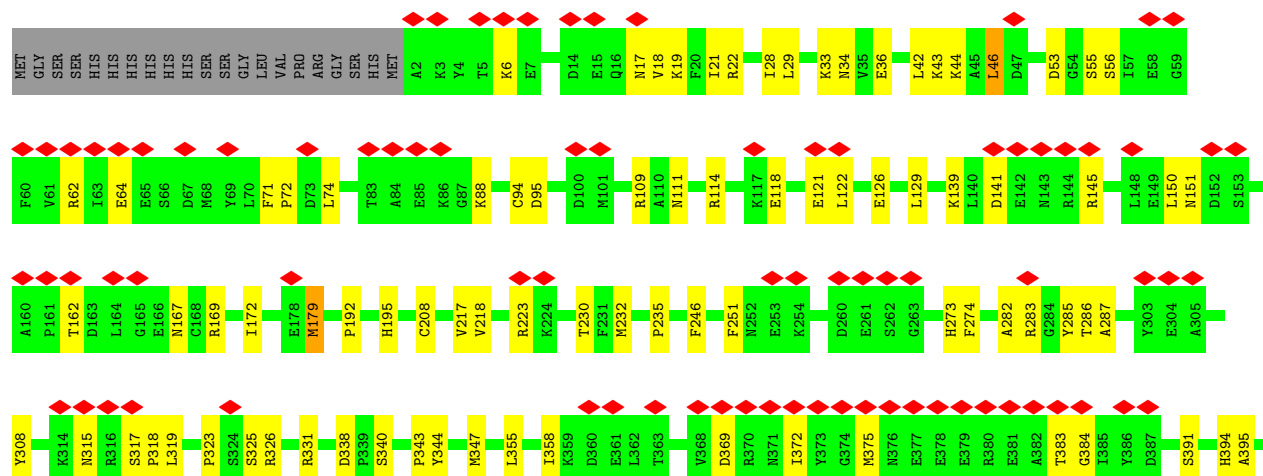 MET GLY SER SER HIS HIS HIS HIS HIS HIS SER SER GLY LEU VAL PRO ARG GLY SER HIS MET A2 K3 Y4 T5 K6 E7 D14 E15 Q16 N17 V18 K19 F20 I21 R22 I28 L29 K33 N34 V35 E36 L42 K43 K44 A45 L46 D47 D53 G54 S55 S56 I57 E58 G59
F60 V61 R62 I63 E64 E65 S66 D67 M68 Y69 L70 F71 P72 D73 L74 T83 A84 E85 K86 G87 K88 C94 D95 D100 M101 R109 A110 N111 R114 K117 E118 E121 L122 E126 L129 K139 L140 D141 E142 N143 R144 R145 L148 E149 L150 N151 D152 S153
A160 P161 T162 D163 L164 G165 E166 N167 C168 R169 I172 E178 M179 P192 H195 C208 V217 V218 R223 K224 T230 F231 M232 P235 F246 F251 N252 E253 K254 D260 E261 S262 G263 H273 F274 A282 R283 G284 Y285 T286 A287 Y303 E304 A305
Y308 K314 N315 R316 S317 P318 L319 P323 S324 S325 R326 R331 D338 P339 S340 P343 Y344 M347 L355 I358 K359 D360 E361 L362 T363 V368 D369 R370 N371 I372 Y373 G374 M375 N376 E377 E378 E379 R380 E381 A382 T383 G384 I385 Y386 D387 S391 H394 A395